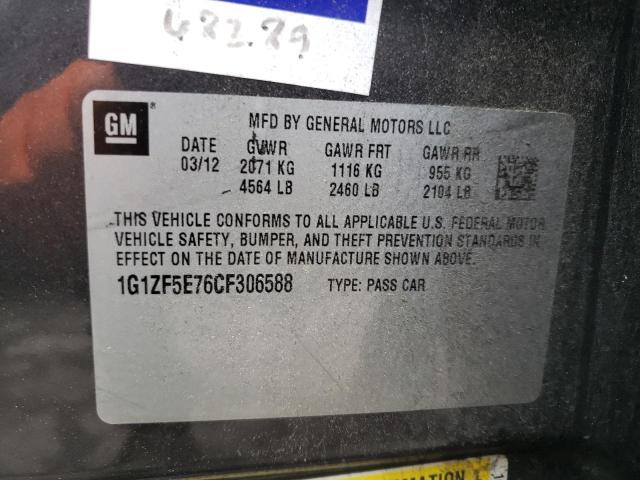 482.89
GM
MFD BY GENERAL MOTORS LLC
DATE GVWR GAWR FRT GAWR RR
03/12 2071 KG 1116 KG 955 KG
4564 LB 2460 LB 2104 LB
THIS VEHICLE CONFORMS TO ALL APPLICABLE U.S. FEDERAL MOTOR
VEHICLE SAFETY, BUMPER, AND THEFT PREVENTION STANDARDS IN
EFFECT ON THE DATE OF MANUFACTURE SHOWN ABOVE.
1G1ZF5E76CF306588 TYPE: PASS CAR